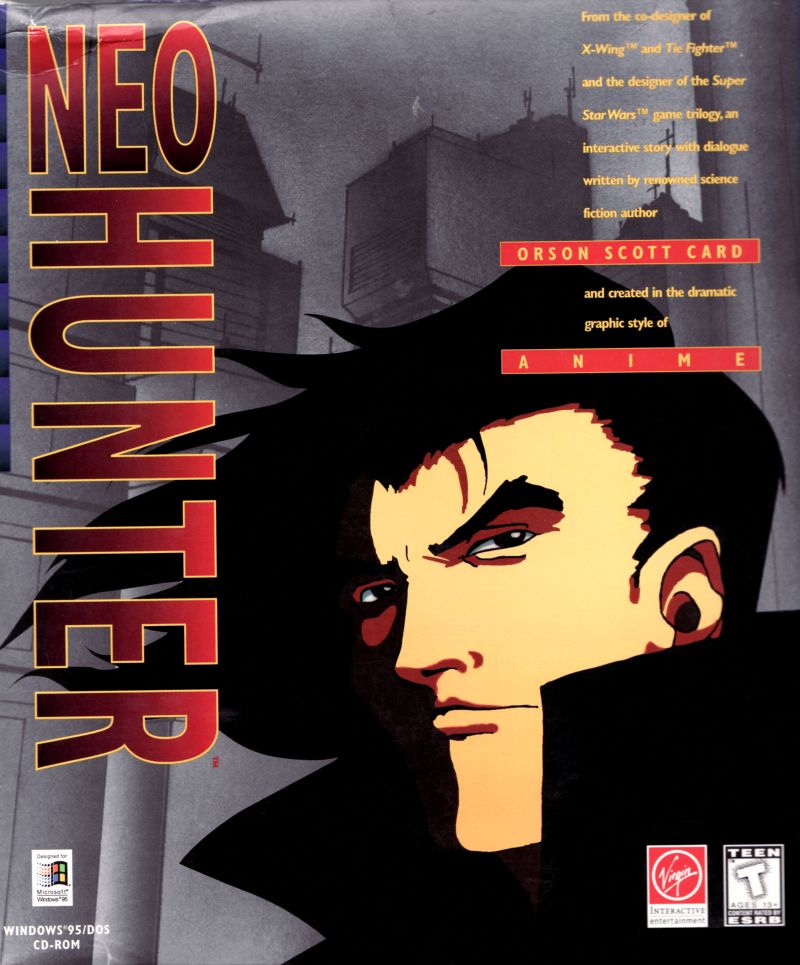 NEO
HUNTER™
From the co-designer of
X-Wing™ and Tie Fighter™
and the designer of the Super
Star Wars™ game trilogy, an
interactive story with dialogue
written by renowned science
fiction author
ORSON SCOTT CARD
and created in the dramatic
graphic style of
ANIME
Designed for
Microsoft®
Windows®95
WINDOWS®95/DOS
CD-ROM
Virgin
INTERACTIVE
entertainment
TEEN
T
AGES 13+
CONTENT RATED BY
ESRB